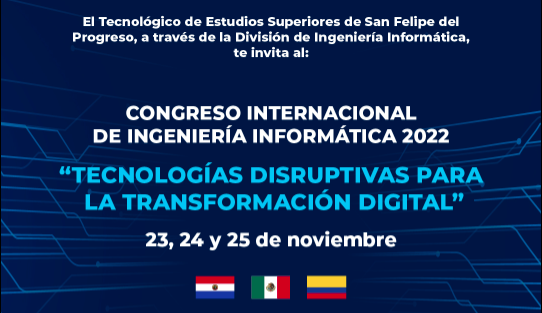 El Tecnológico de Estudios Superiores de San Felipe del
Progreso, a través de la División de Ingeniería Informática,
te invita al:
CONGRESO INTERNACIONAL
DE INGENIERÍA INFORMÁTICA 2022
“TECNOLOGÍAS DISRUPTIVAS PARA
LA TRANSFORMACIÓN DIGITAL”
23, 24 y 25 de noviembre